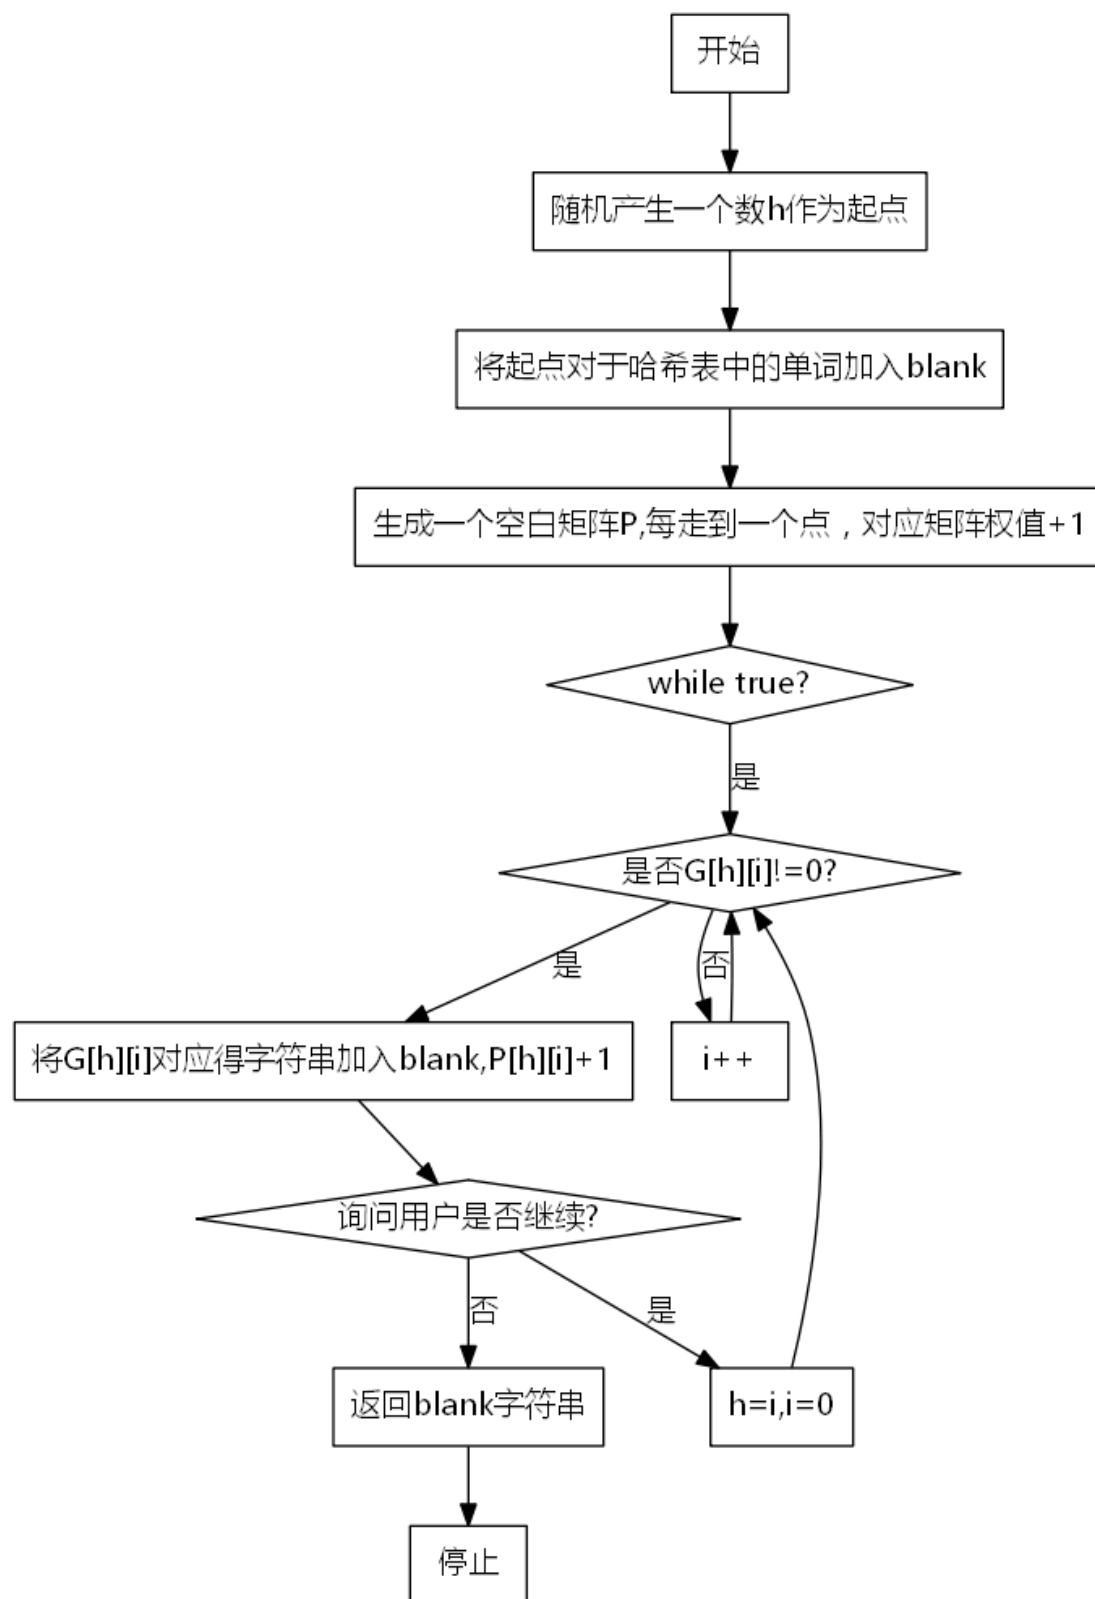 开始
随机产生一个数h作为起点
将起点对于哈希表中的单词加入blank
生成一个空白矩阵P,每走到一个点，对应矩阵权值+1
while true?
是
是否G[h][i]!=0?
是
否
将G[h][i]对应得字符串加入blank,P[h][i]+1
i++
询问用户是否继续?
否
是
返回blank字符串
h=i,i=0
停止